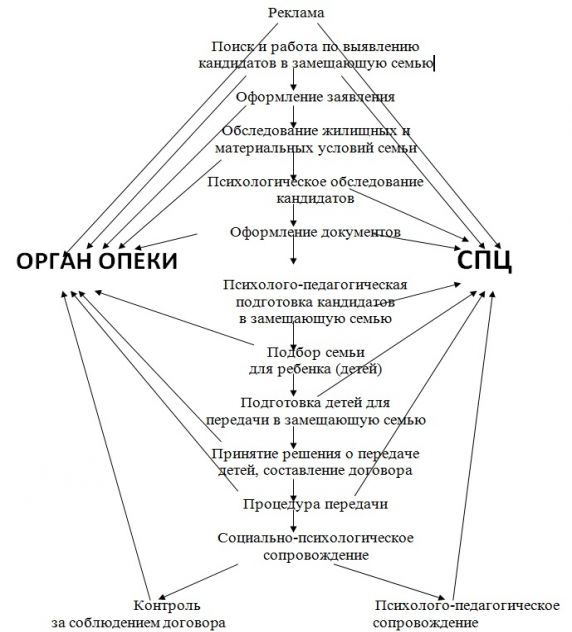 Реклама
Поиск и работа по выявлению
кандидатов в замещающую семью
Оформление заявления
Обследование жилищных и
материальных условий семьи
Психологическое обследование
кандидатов
Оформление документов
ОРГАН ОПЕКИ
СПЦ
Психолого-педагогическая
подготовка кандидатов
в замещающую семью
Подбор семьи
для ребенка (детей)
Подготовка детей для
передачи в замещающую семью
Принятие решения о передаче
детей, составление договора
Процедура передачи
Социально-психологическое
сопровождение
Контроль
за соблюдением договора
Психолого-педагогическое
сопровождение